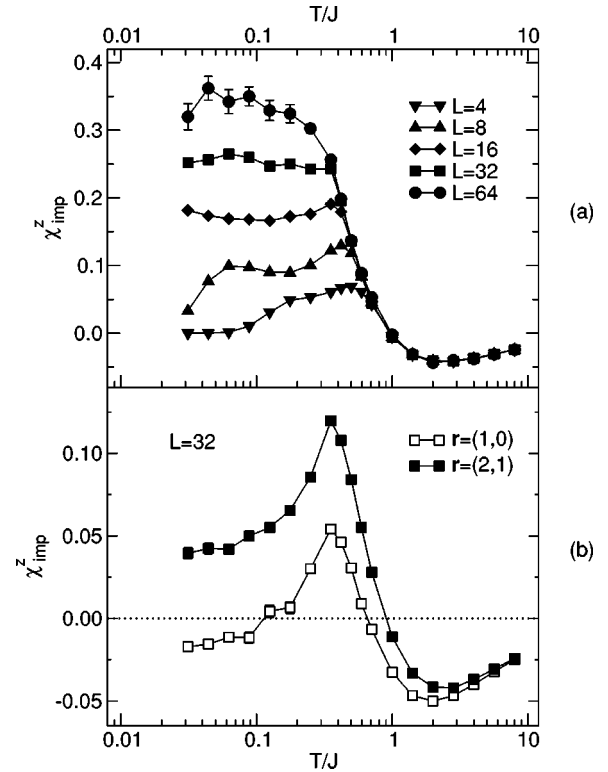 T/J
0.01 0.1 1 10
0.4
0.3
0.2
0.1
0.0
χ^z_imp
L=4
L=8
L=16
L=32
L=64
(a)
L=32
r=(1,0)
r=(2,1)
0.10
0.05
0.00
-0.05
χ^z_imp
(b)
0.01 0.1 1 10
T/J